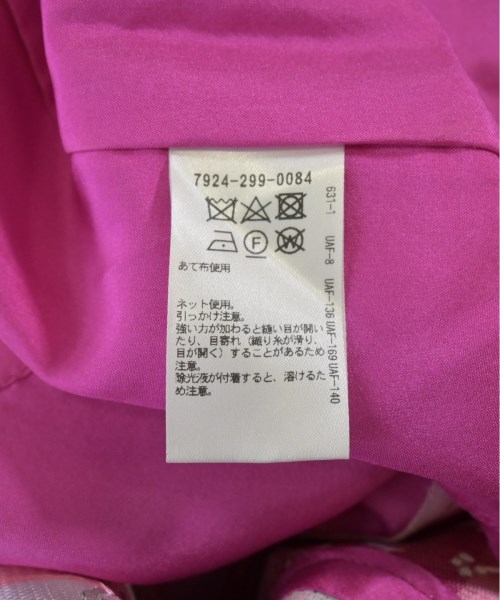 7924-299-0084
F
W
あて布使用
ネット使用。
引っかけ注意。
強い力が加わると縫い目が開い
たり、目寄れ（織り糸が滑り、
目が開く）することがあるため
注意。
除光液が付着すると、溶けるた
め注意。
631-1 UAF-8 UAF-136 UAF-169 UAF-140